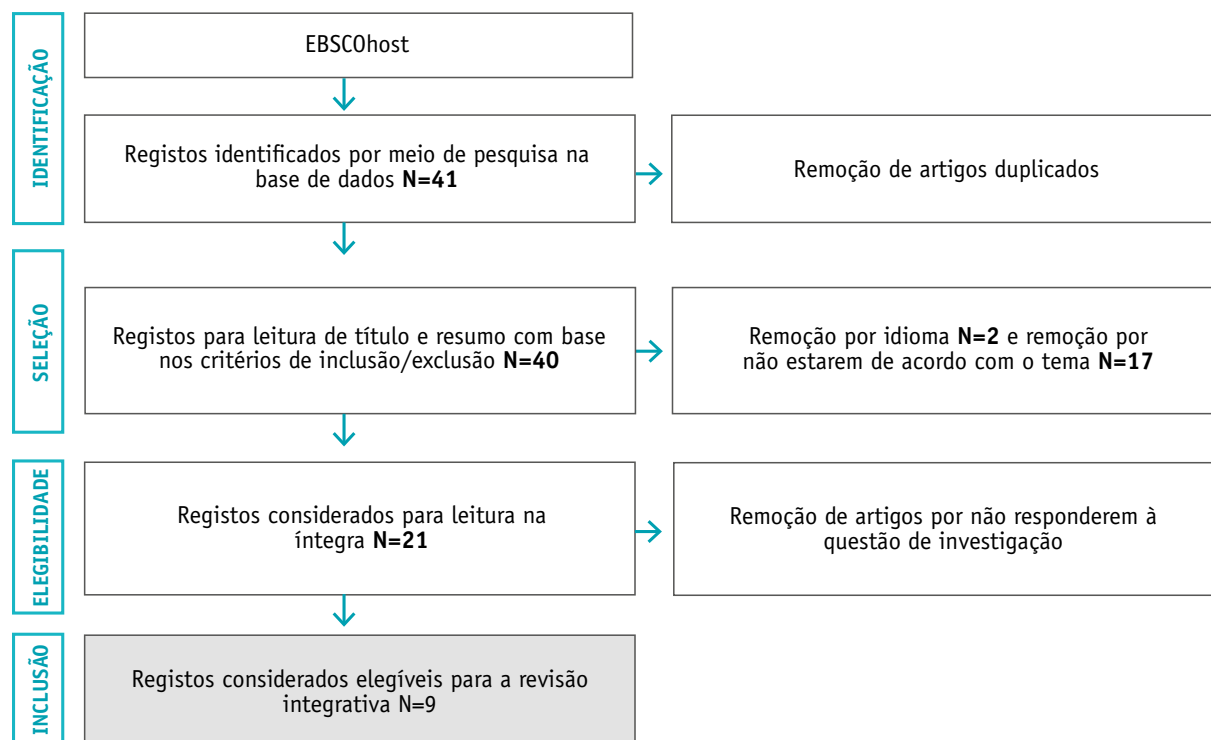 IDENTIFICAÇÃO
EBSCOhost
Registos identificados por meio de pesquisa na
base de dados N=41
Remoção de artigos duplicados
SELEÇÃO
Registos para leitura de título e resumo com base
nos critérios de inclusão/exclusão N=40
Remoção por idioma N=2 e remoção por
não estarem de acordo com o tema N=17
ELEGIBILIDADE
Registos considerados para leitura na
íntegra N=21
Remoção de artigos por não responderem à
questão de investigação
INCLUSÃO
Registos considerados elegíveis para a revisão
integrativa N=9